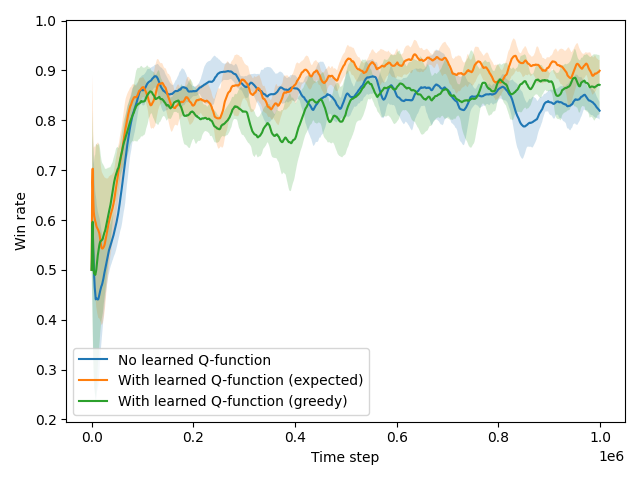 1.0
0.9
0.8
0.7
0.6
0.5
0.4
0.3
0.2
Win rate
No learned Q-function
With learned Q-function (expected)
With learned Q-function (greedy)
0.0 0.2 0.4 0.6 0.8 1.0
1e6
Time step